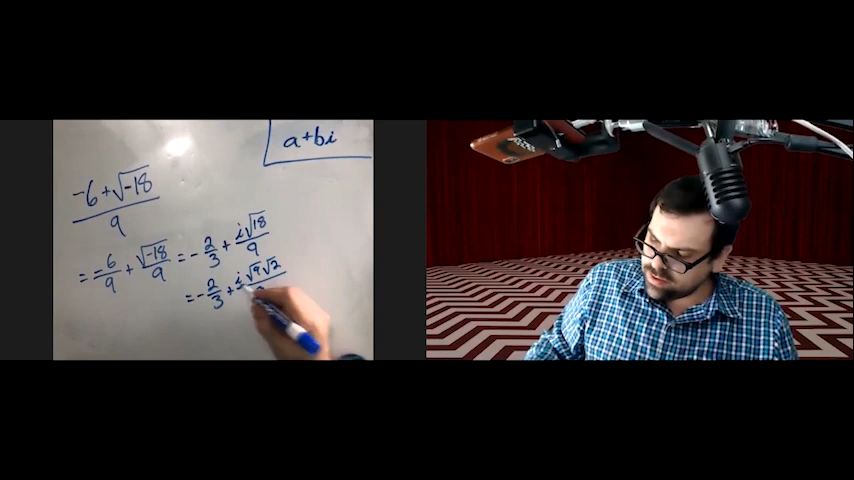 a+bi
-6+√-18
9
= -6/9 + √-18/9 = -2/3 + i√18/9
= -2/3 + i√9√2